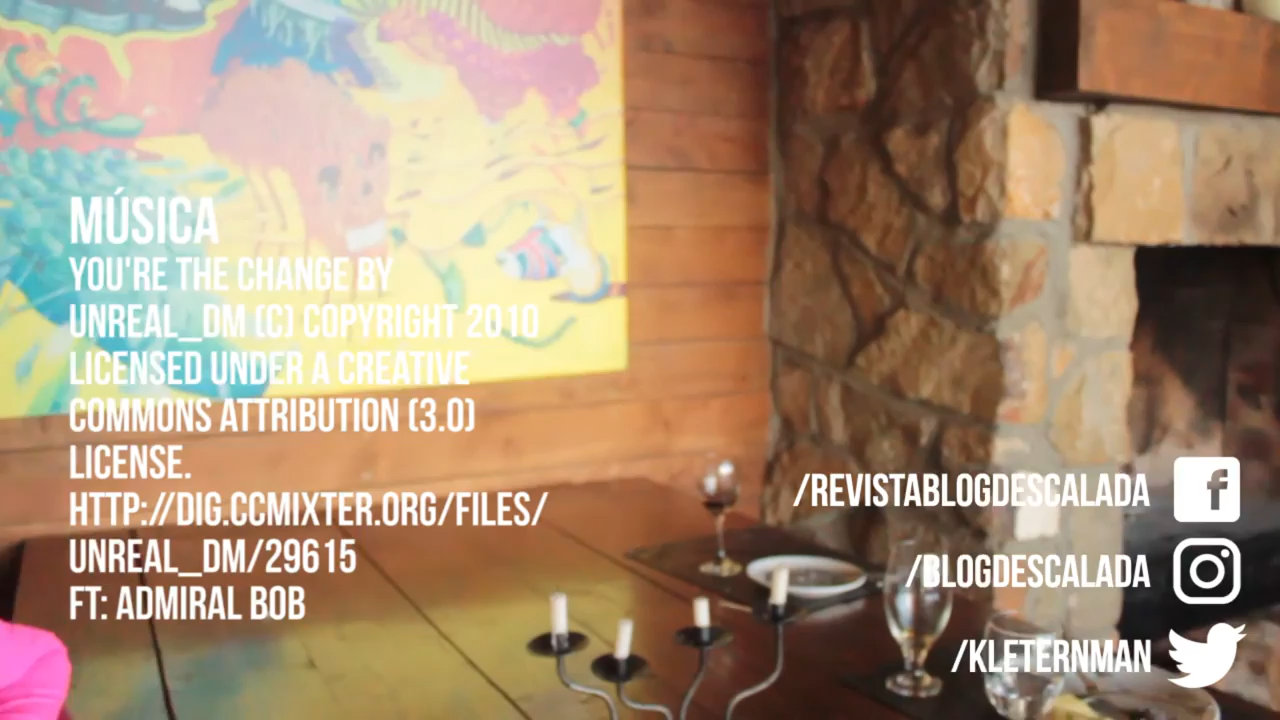 MÚSICA
YOU'RE THE CHANGE BY
UNREAL_DM (C) COPYRIGHT 2010
LICENSED UNDER A CREATIVE
COMMONS ATTRIBUTION (3.0)
LICENSE.
HTTP://DIG.CCMIXTER.ORG/FILES/
UNREAL_DM/29615
FT: ADMIRAL BOB
/REVISTABLOGDESCALADA
/BLOGDESCALADA
/KLETERNMAN